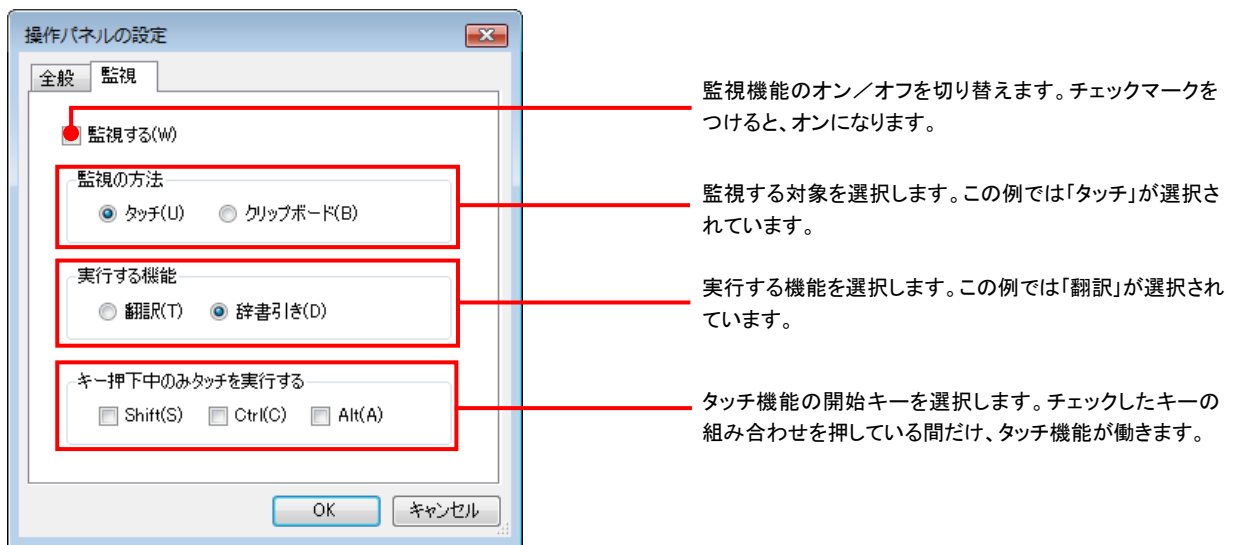 操作パネルの設定
全般 監視
監視する(W)
監視の方法
タッチ(U) クリップボード(B)
実行する機能
翻訳(T) 辞書引き(D)
キー押下中のみタッチを実行する
Shift(S) Ctrl(C) Alt(A)
OK キャンセル
監視機能のオン／オフを切り替えます。チェックマークを
つけると、オンになります。
監視する対象を選択します。この例では「タッチ」が選択さ
れています。
実行する機能を選択します。この例では「翻訳」が選択され
ています。
タッチ機能の開始キーを選択します。チェックしたキーの
組み合わせを押している間だけ、タッチ機能が働きます。